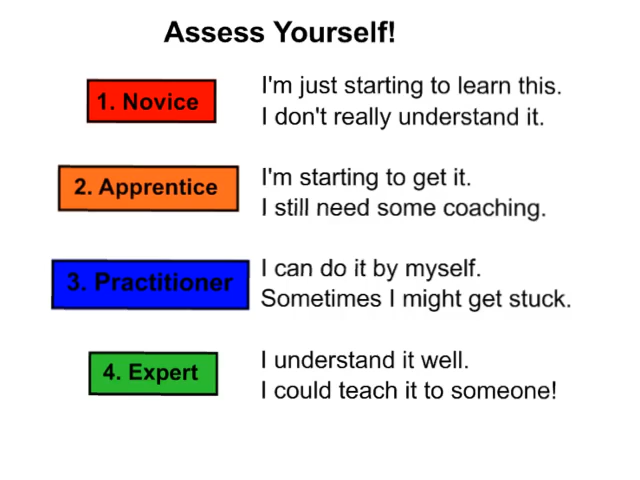 Assess Yourself!
1. Novice
I'm just starting to learn this.
I don't really understand it.
2. Apprentice
I'm starting to get it.
I still need some coaching.
3. Practitioner
I can do it by myself.
Sometimes I might get stuck.
4. Expert
I understand it well.
I could teach it to someone!